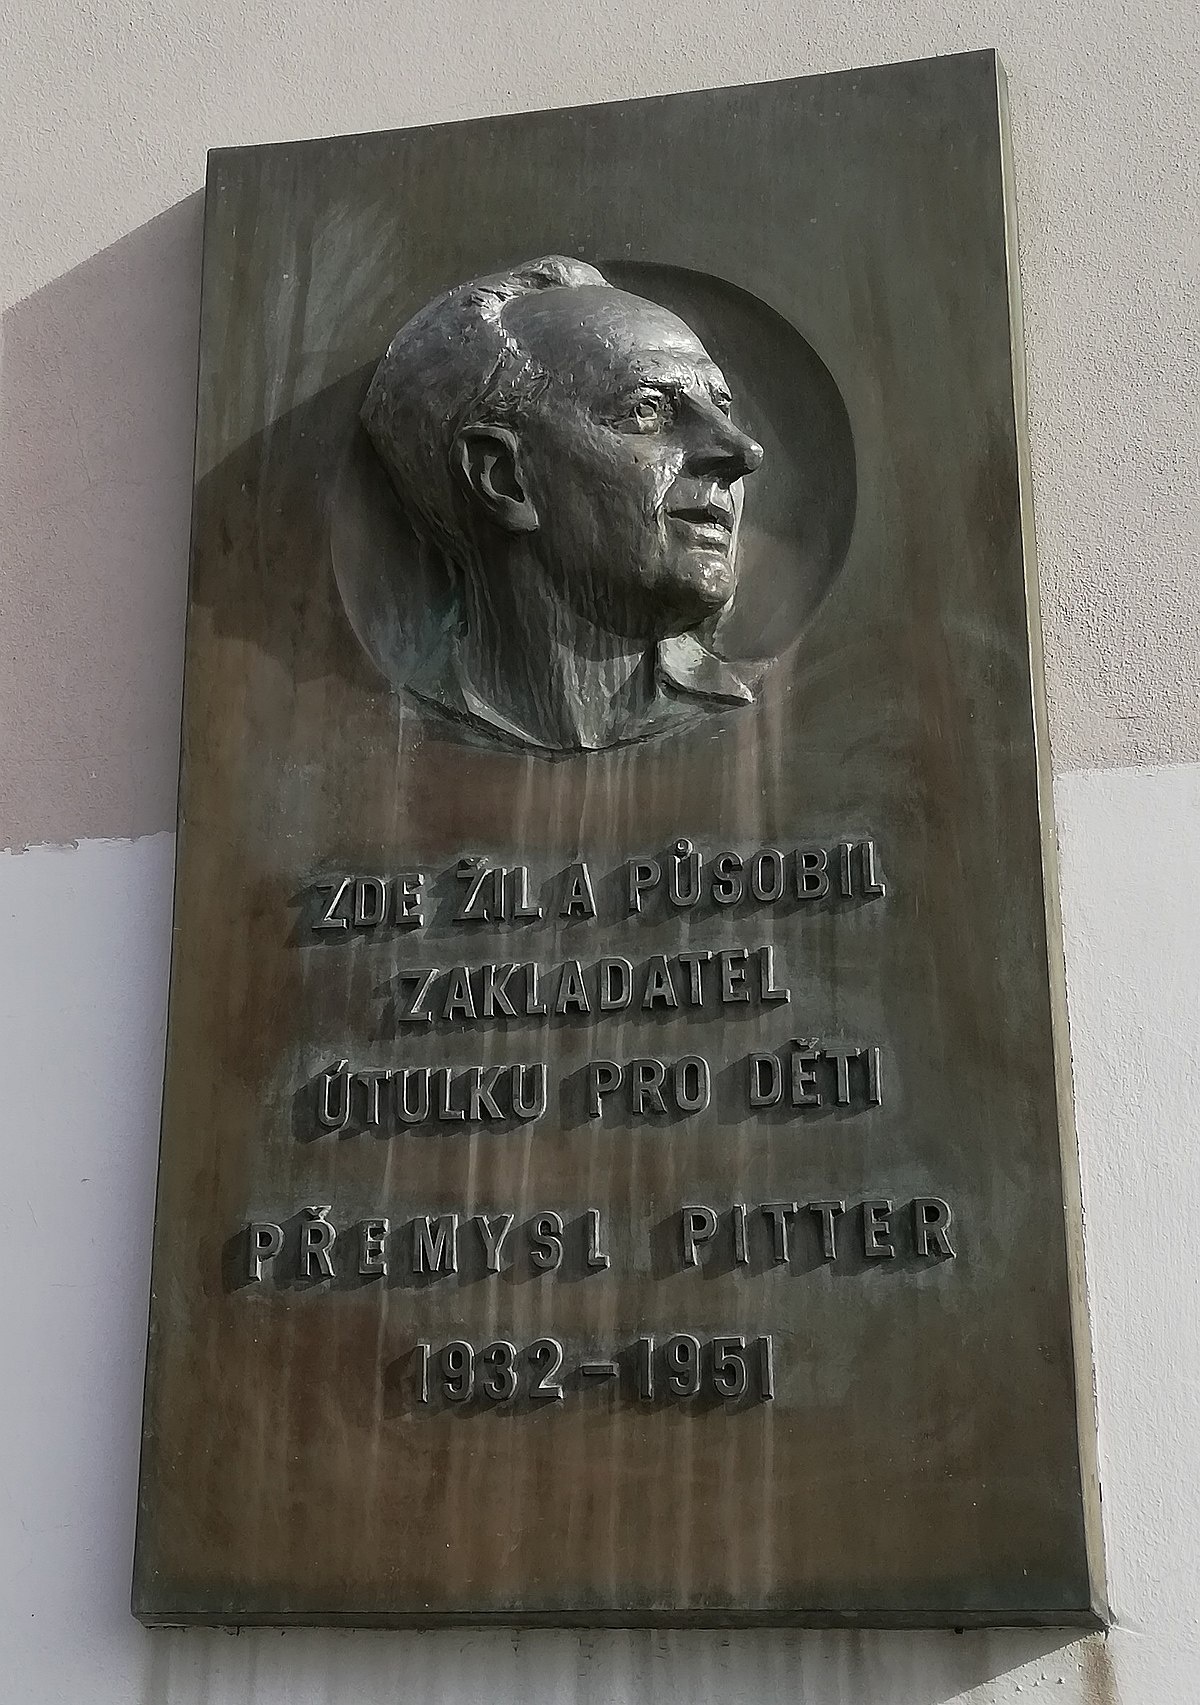 ZDE ŽIL A PŮSOBIL
ZAKLADATEL
ÚTULKU PRO DĚTI
PŘEMYSL PITTER
1932-1951